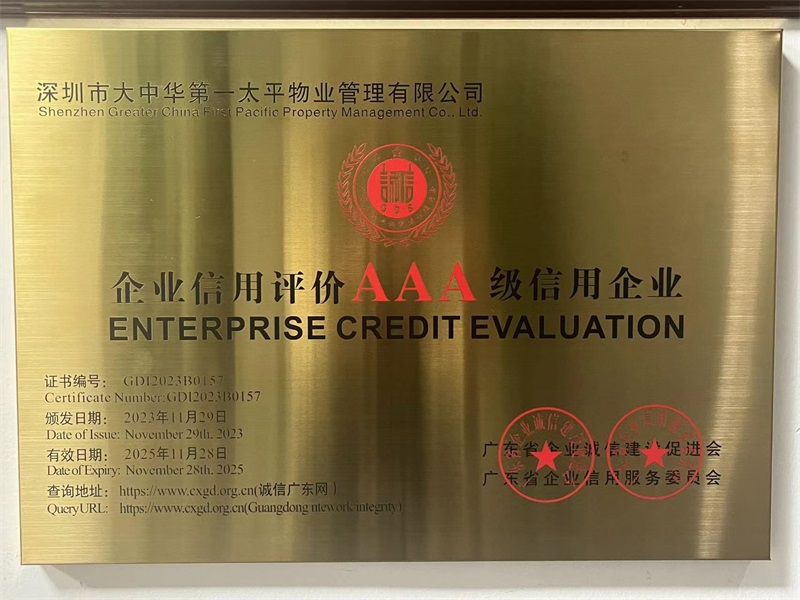 深圳市大中华第一太平物业管理有限公司
Shenzhen Greater China First Pacific Property Management Co., Ltd.
企业信用评价AAA级信用企业
ENTERPRISE CREDIT EVALUATION
证书编号： GDI2023B0157
Certificate Number:GDI2023B0157
颁发日期： 2023年11月29日
Date of Issue: November 29th. 2023
有效日期： 2025年11月28日
Date of Expiry: November 28th. 2025
查询地址： https://www.cxgd.org.cn(诚信广东网）
QueryURL: https://www.cxgd.org.cn(Guangdong ntework integrity)
广东省企业诚信建设促进会
广东省企业信用服务委员会